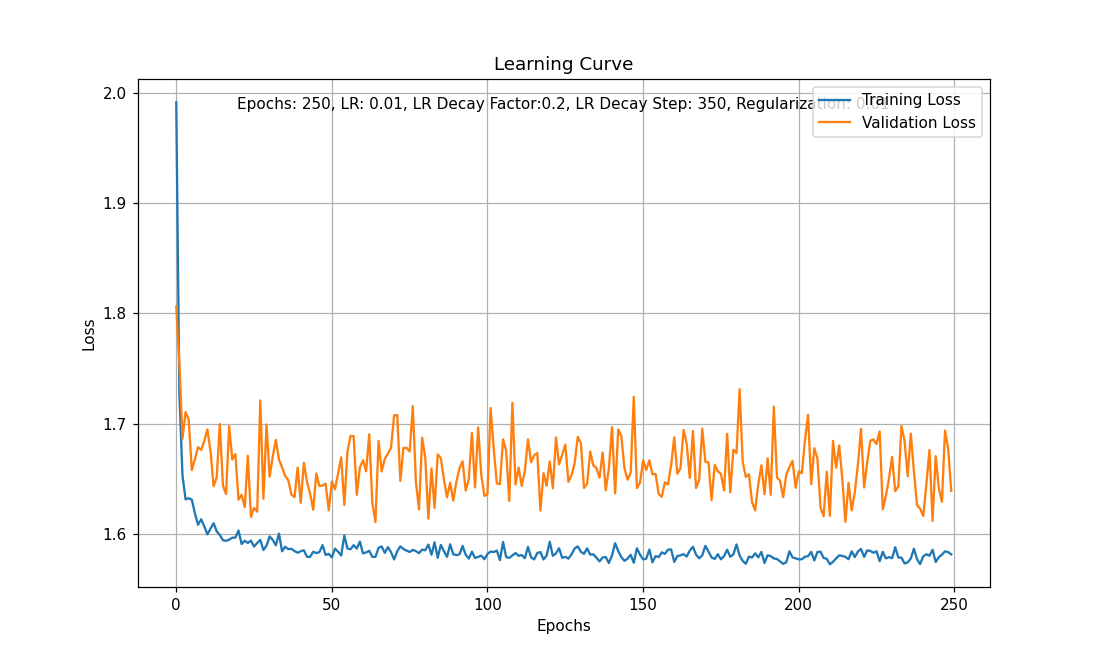 Learning Curve
Epochs: 250, LR: 0.01, LR Decay Factor:0.2, LR Decay Step: 350, Regularization: 0.01
Training Loss
Validation Loss
2.0
1.9
1.8
1.7
1.6
Loss
0 50 100 150 200 250
Epochs